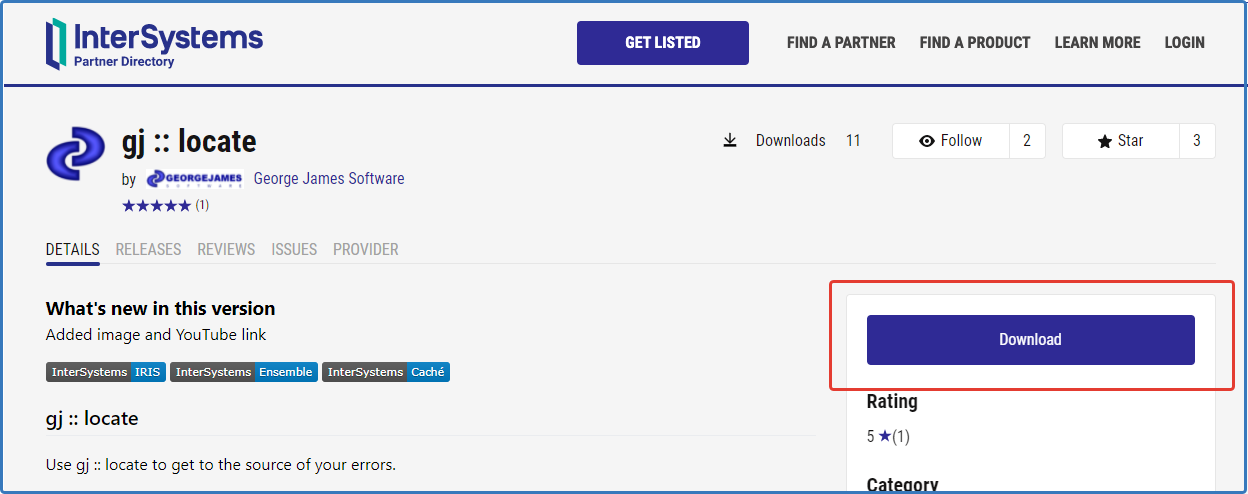 InterSystems
Partner Directory
GET LISTED
FIND A PARTNER
FIND A PRODUCT
LEARN MORE
LOGIN
gj :: locate
Downloads 11
Follow 2
Star 3
by GEORGEJAMES SOFTWARE George James Software
★★★★★ (1)
DETAILS RELEASES REVIEWS ISSUES PROVIDER
What's new in this version
Added image and YouTube link
InterSystems IRIS InterSystems Ensemble InterSystems Caché
gj :: locate
Use gj :: locate to get to the source of your errors.
Download
Rating
5 ★(1)
Category